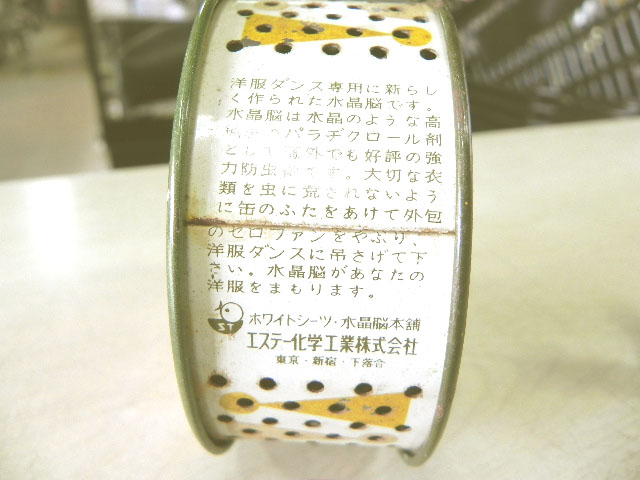 洋服ダンス専用に新らし
く作られた水晶脳です。
水晶脳は水晶のような高
パラヂクロール剤
として 外でも好評の強
力防虫 です。大切な衣
類を虫に荒されないよう
に缶のふたをあけて外包
のセロファンをやぶり、
洋服ダンスに吊さげて下
さい。水晶脳があなたの
洋服をまもります。
ST
ホワイトシーツ・水晶脳本舗
エステー化学工業株式会社
東京・新宿・下落合